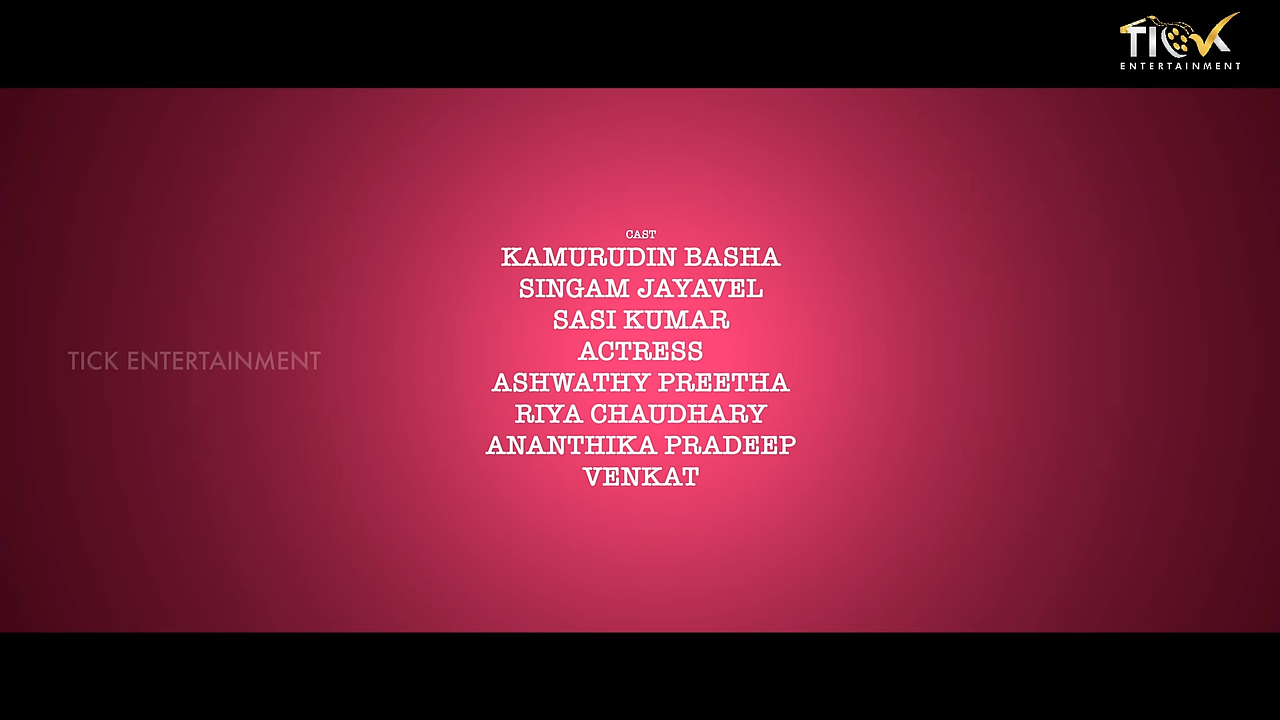 TICK
ENTERTAINMENT
CAST
KAMURUDIN BASHA
SINGAM JAYAVEL
SASI KUMAR
ACTRESS
TICK ENTERTAINMENT
ASHWATHY PREETHA
RIYA CHAUDHARY
ANANTHIKA PRADEEP
VENKAT